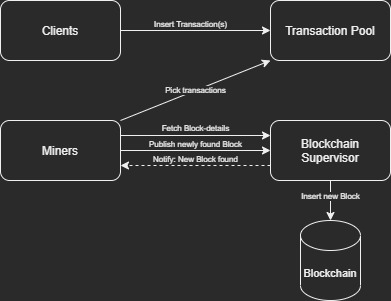 Clients
Insert Transaction(s)
Transaction Pool
Pick transactions
Miners
Fetch Block-details
Publish newly found Block
Notify: New Block found
Blockchain
Supervisor
Insert new Block
Blockchain